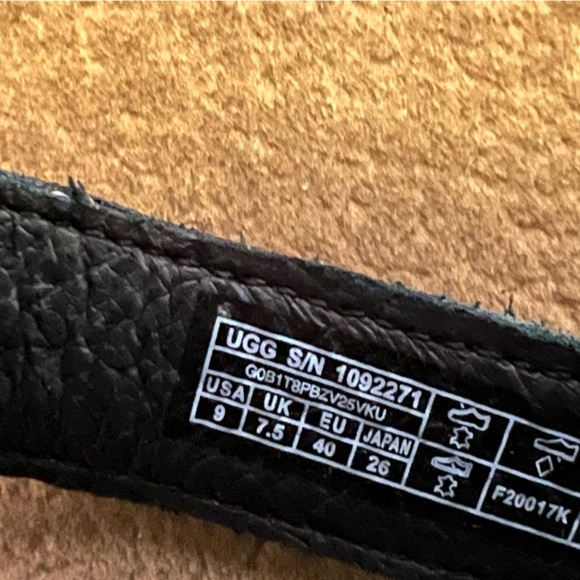 UGG S/N 1092271
G0B1T8PBZV25VKU
USA UK EU JAPAN
9 7.5 40 26
F20017K